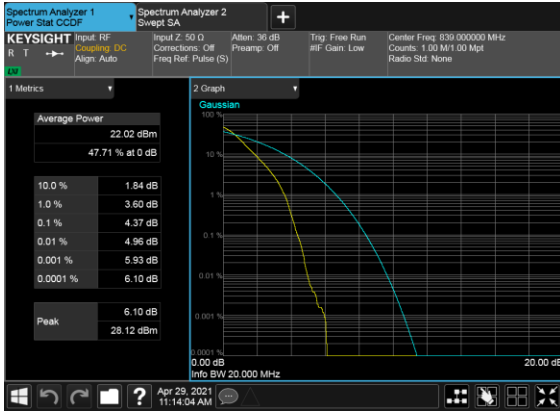 Spectrum Analyzer 1
Power Stat CCDF
Spectrum Analyzer 2
Swept SA
KEYSIGHT
R T
Input: RF
Coupling: DC
Align: Auto
Input Z: 50 Ω
Corrections: Off
Freq Ref: Pulse (S)
Atten: 36 dB
Preamp: Off
Trig: Free Run
#IF Gain: Low
Center Freq: 839.000000 MHz
Counts: 1.00 M/1.00 Mpt
Radio Std: None
1 Metrics
Average Power
22.02 dBm
47.71 % at 0 dB
10.0 % 1.84 dB
1.0 % 3.60 dB
0.1 % 4.37 dB
0.01 % 4.96 dB
0.001 % 5.93 dB
0.0001 % 6.10 dB
Peak
6.10 dB
28.12 dBm
2 Graph
Gaussian
100 %
10 %
1 %
0.1 %
0.01 %
0.001 %
0.0001 %
0.00 dB
20.00 dB
Info BW 20.000 MHz
?
Apr 29, 2021
11:14:04 AM